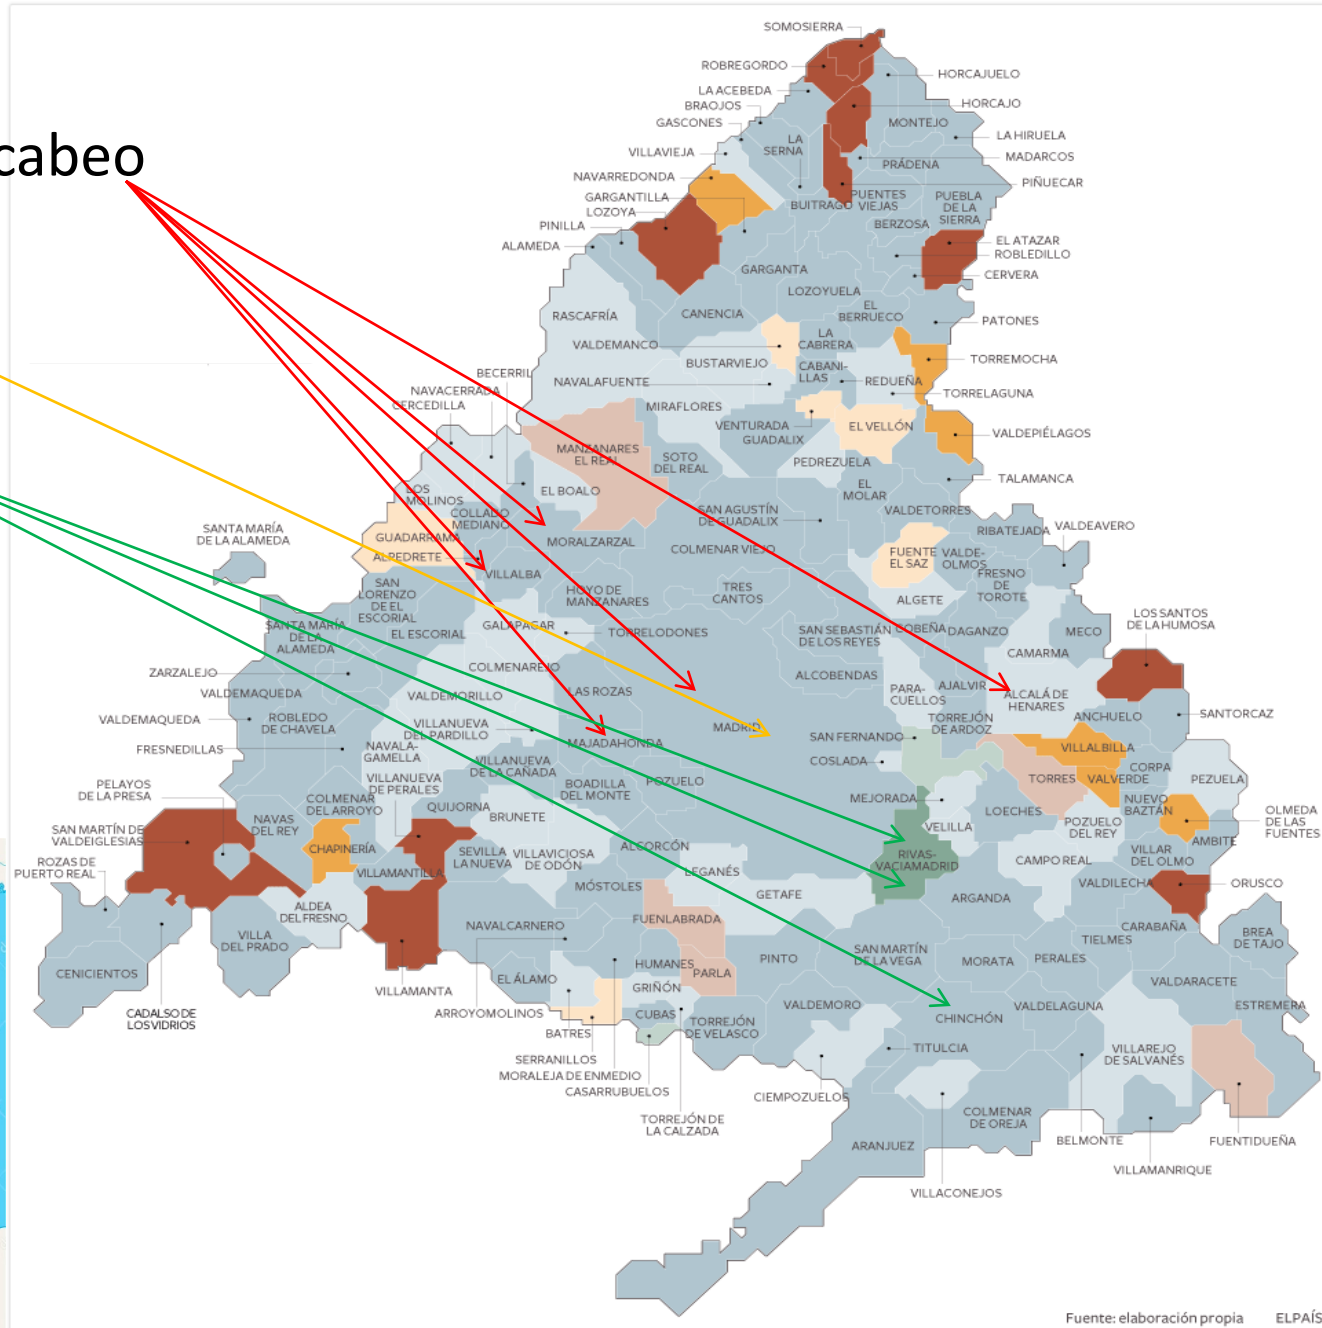 cabeo
SOMOSIERRA
ROBREGORDO
HORCAJUELO
LA ACEBEDA
BRAOJOS
HORCAJO
GASCONES
MONTEJO
LA HIRUELA
VILLAVIEJA
LA
SERNA
MADARCOS
PRÁDENA
NAVARREDONDA
PIÑUECAR
GARGANTILLA
PUENTES
VIEJAS
BUITRAGO
PUEBLA
DE LA
SIERRA
LOZOYA
PINILLA
BERZOSA
ALAMEDA
EL ATAZAR
ROBLEDILLO
CERVERA
GARGANTA
LOZOYUELA
RASCAFRÍA
CANENCIA
EL
BERRUECO
PATONES
VALDEMANCO
LA
CABRERA
BUSTARVIEJO
TORREMOCHA
CABANI-
LLAS
REDUEÑA
BECERRIL
NAVALAFUENTE
NAVACERRADA
TORRELAGUNA
CERCEDILLA
MIRAFLORES
VENTURADA
GUADALIX
EL VELLÓN
VALDEPIÉLAGOS
MANZANARES
EL REAL
SOTO
DEL REAL
PEDREZUELA
TALAMANCA
EL
MOLAR
LOS
MOLINOS
EL BOALO
COLLADO
MEDIANO
SAN AGUSTÍN
DE GUADALIX
VALDETORRES
RIBATEJADA
VALDEAVERO
SANTA MARÍA
DE LA ALAMEDA
GUADARRAMA
MORALZARZAL
COLMENAR VIEJO
ALPEDRETE
FUENTE
EL SAZ
VALDE-
OLMOS
VILLALBA
FRESNO
DE
TOROTE
SAN
LORENZO
DE EL
ESCORIAL
HOYO DE
MANZANARES
TRES
CANTOS
ALGETE
LOS SANTOS
DE LA HUMOSA
SANTA MARÍA
DE LA
ALAMEDA
EL ESCORIAL
GALAPAGAR
TORRELODONES
SAN SEBASTIÁN
DE LOS REYES
COBEÑA
DAGANZO
MECO
CAMARMA
ZARZALEJO
COLMENAREJO
ALCOBENDAS
VALDEMAQUEDA
VALDEMORILLO
LAS ROZAS
PARA-
CUELLOS
AJALVIR
ALCALÁ DE
HENARES
VALDEMAQUEDA
ROBLEDO
DE CHAVELA
VILLANUEVA
DEL PARDILLO
MADRID
TORREJÓN
DE ARDOZ
ANCHUELO
SANTORCAZ
FRESNEDILLAS
NAVALA-
GAMELLA
MAJADAHONDA
SAN FERNANDO
VILLALBILLA
COSLADA
VILLANUEVA
DE LA CAÑADA
CORPA
PELAYOS
DE LA PRESA
VILLANUEVA
DE PERALES
BOADILLA
DEL MONTE
POZUELO
TORRES
VALVERDE
PEZUELA
COLMENAR
DEL ARROYO
QUIJORNA
MEJORADA
NUEVO
BAZTÁN
OLMEDA
DE LAS
FUENTES
NAVAS
DEL REY
BRUNETE
LOECHES
POZUELO
DEL REY
SAN MARTÍN DE
VALDEIGLESIAS
VELILLA
AMBITE
CHAPINERÍA
SEVILLA
LA NUEVA
VILLAVICIOSA
DE ODÓN
ALCORCÓN
RIVAS-
VACIAMADRID
CAMPO REAL
VILLAR
DEL OLMO
ROZAS DE
PUERTO REAL
VILLAMANTILLA
LEGANÉS
MÓSTOLES
GETAFE
VALDILECHA
ORUSCO
ARGANDA
ALDEA
DEL FRESNO
FUENLABRADA
CARABAÑA
NAVALCARNERO
TIELMES
BREA
DE TAJO
VILLA
DEL PRADO
SAN MARTÍN
DE LA VEGA
PINTO
MORATA
PERALES
CENICIENTOS
HUMANES
PARLA
EL ÁLAMO
GRIÑÓN
VALDARACETE
VILLAMANTA
VALDEMORO
VALDELAGUNA
ESTREMERA
CADALSO DE
LOS VIDRIOS
ARROYOMOLINOS
CUBAS
CHINCHÓN
BATRES
TORREJÓN
DE VELASCO
TITULCIA
VILLAREJO
DE SALVANÉS
SERRANILLOS
MORALEJA DE ENMEDIO
CASARRUBUELOS
CIEMPOZUELOS
TORREJÓN DE
LA CALZADA
COLMENAR
DE OREJA
ARANJUEZ
BELMONTE
FUENTIDUEÑA
VILLAMANRIQUE
VILLACONEJOS
Fuente: elaboración propia EL PAÍS